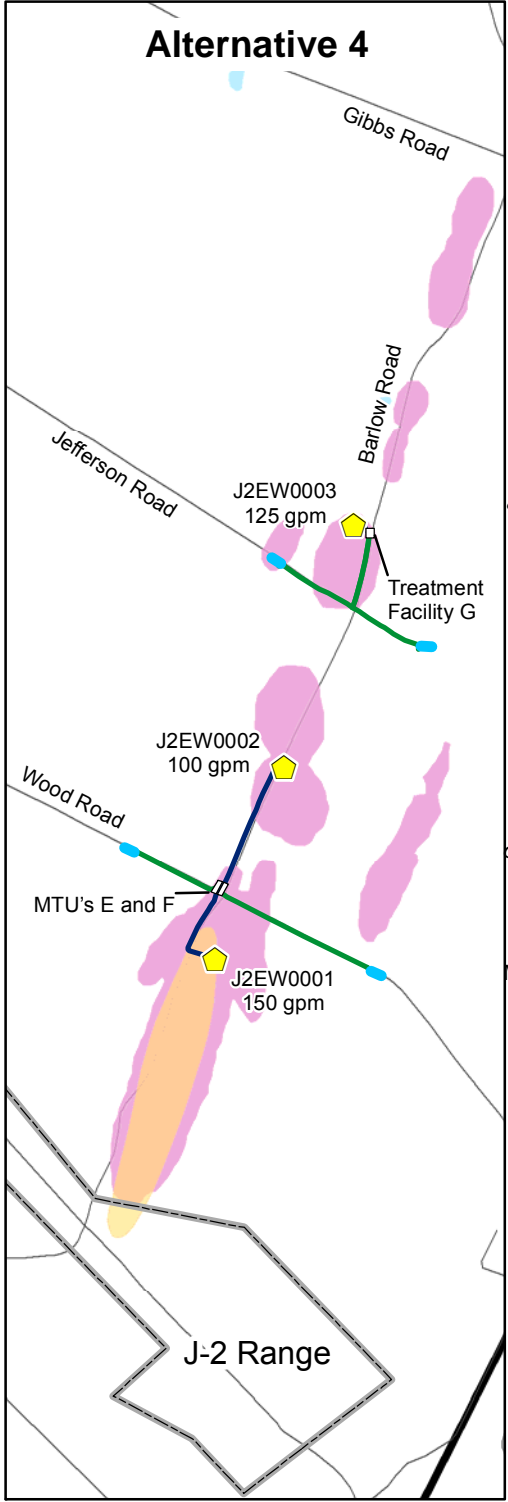 Alternative 4
Gibbs Road
Barlow Road
Jefferson Road
J2EW0003
125 gpm
Treatment
Facility G
J2EW0002
100 gpm
Wood Road
MTU's E and F
J2EW0001
150 gpm
J-2 Range